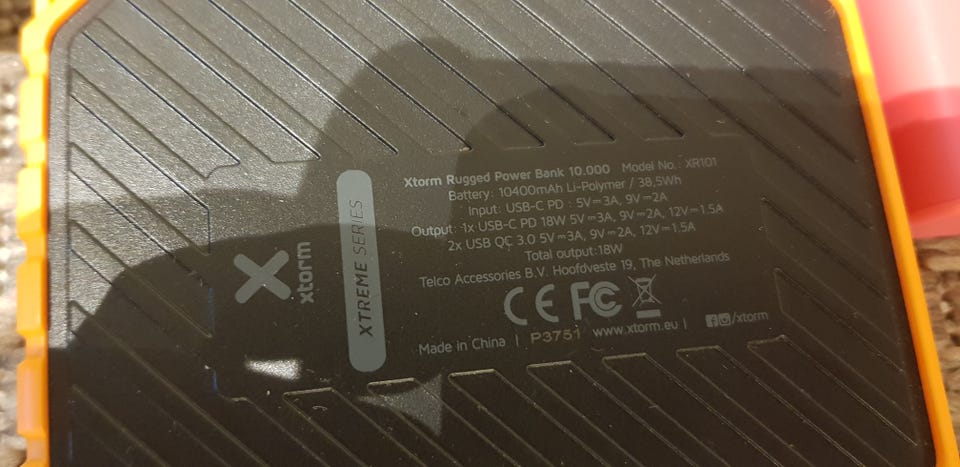 Xtorm Rugged Power Bank 10.000 Model No. XR101
Battery: 10400mAh Li-Polymer / 38,5Wh
Input: USB-C PD : 5V⎓3A, 9V⎓2A
Output: 1x USB-C PD 18W 5V⎓3A, 9V⎓2A, 12V⎓1.5A
2x USB QC 3.0 5V⎓3A, 9V⎓2A, 12V⎓1.5A
Total output:18W
Telco Accessories B.V. Hoofdveste 19, The Netherlands
CE FC
Made in China | P3751 www.xtorm.eu | /xtorm
XTREME SERIES
xtorm